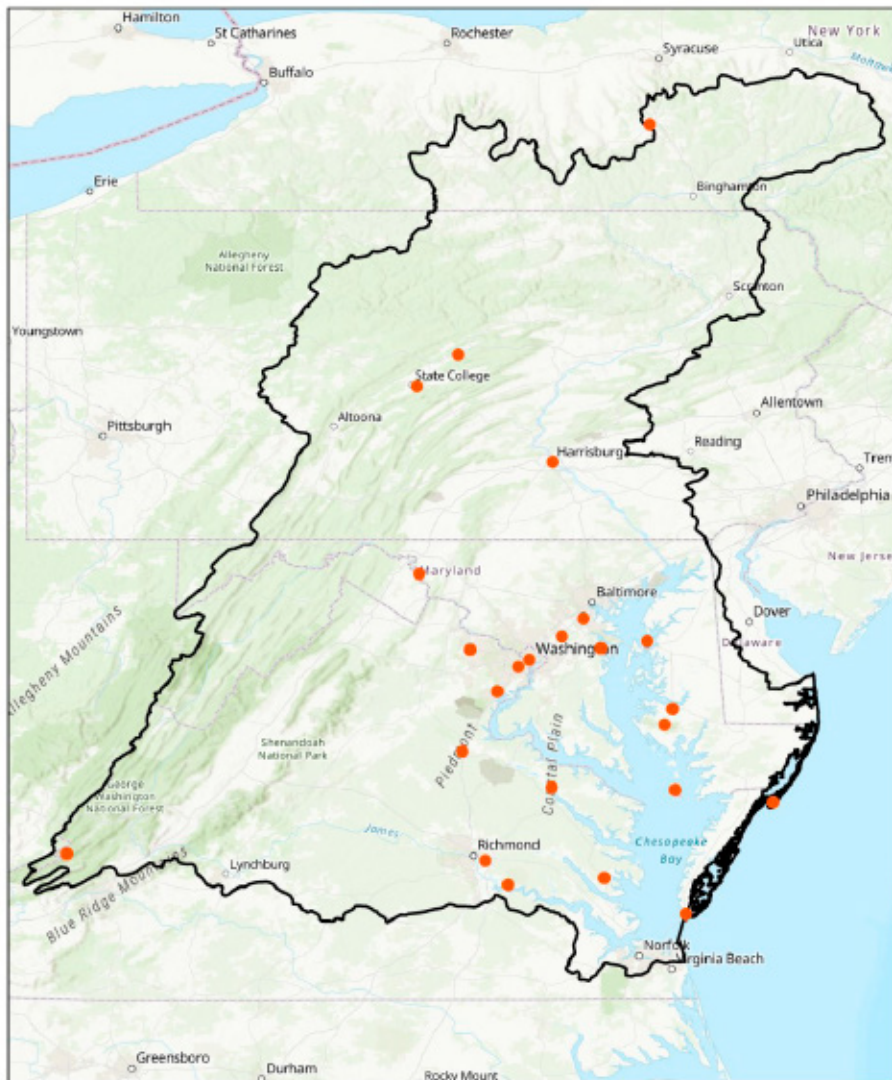 Hamilton
St Catharines
Rochester
Syracuse
Utica
New York
Buffalo
Erie
Binghamton
Allegheny
National Forest
Scranton
Youngstown
State College
Allentown
Pittsburgh
Altoona
Reading
Harrisburg
Philadelphia
Maryland
New Jerse
Baltimore
Dover
Delaware
Washington
Allegheny Mountains
Shenandoah
National Park
Piedmont
Coastal Plain
George
Washington
National Forest
James
Richmond
Chesapeake
Bay
Lynchburg
Blue Ridge Mountains
Norfolk
Virginia Beach
Greensboro
Durham
Rocky Mount